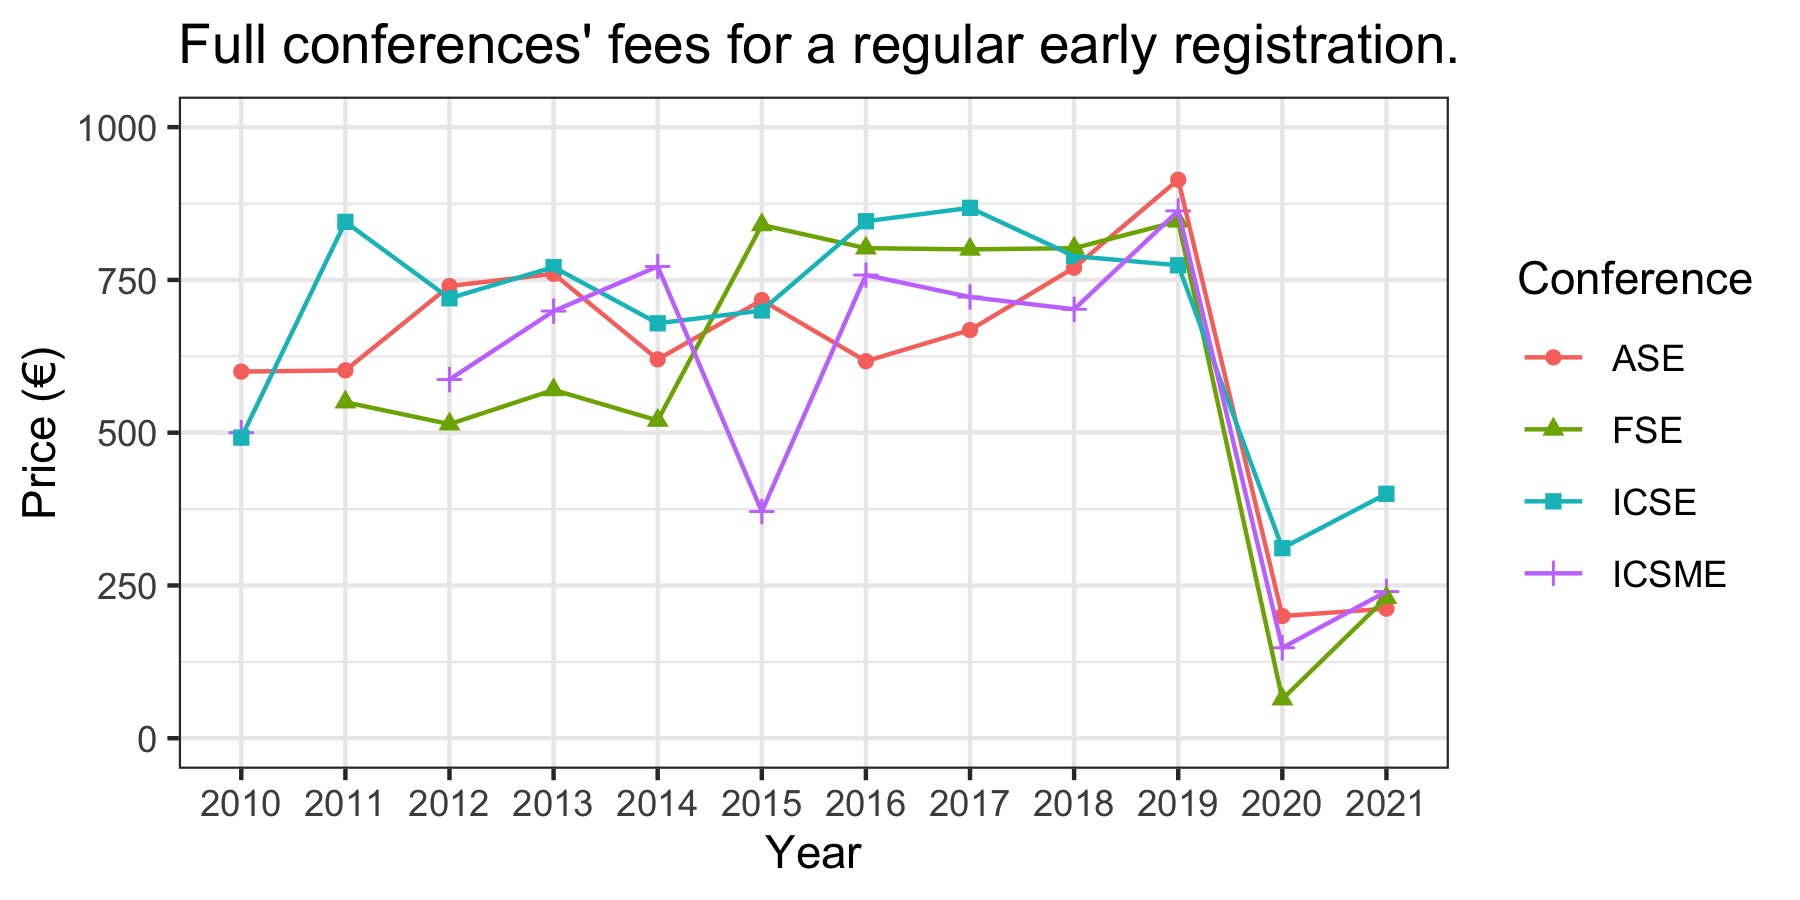 Full conferences' fees for a regular early registration.
1000
750
500
250
0
Price (€)
2010 2011 2012 2013 2014 2015 2016 2017 2018 2019 2020 2021
Year
Conference
ASE
FSE
ICSE
ICSME